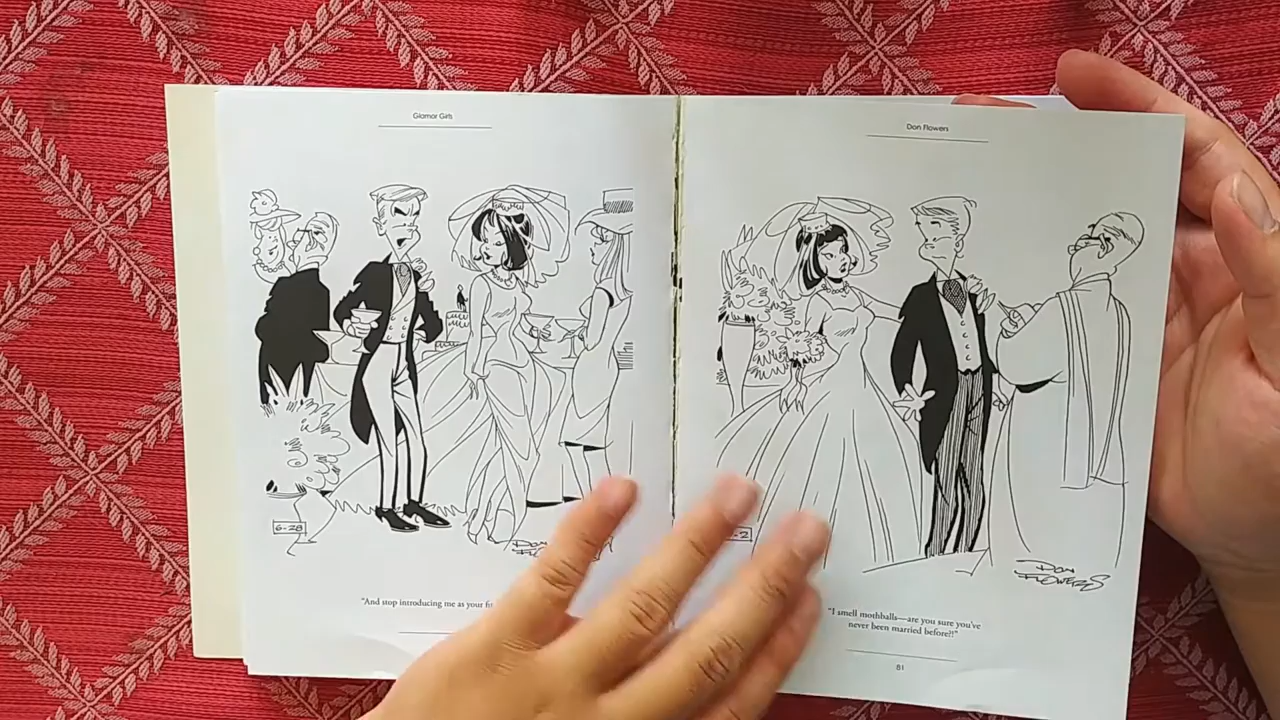 Glamor Girls
6-28
"And stop introducing me as your
Don Flowers
DON
FLOWERS
"I smell mothballs—are you sure you've
never been married before?!"
81